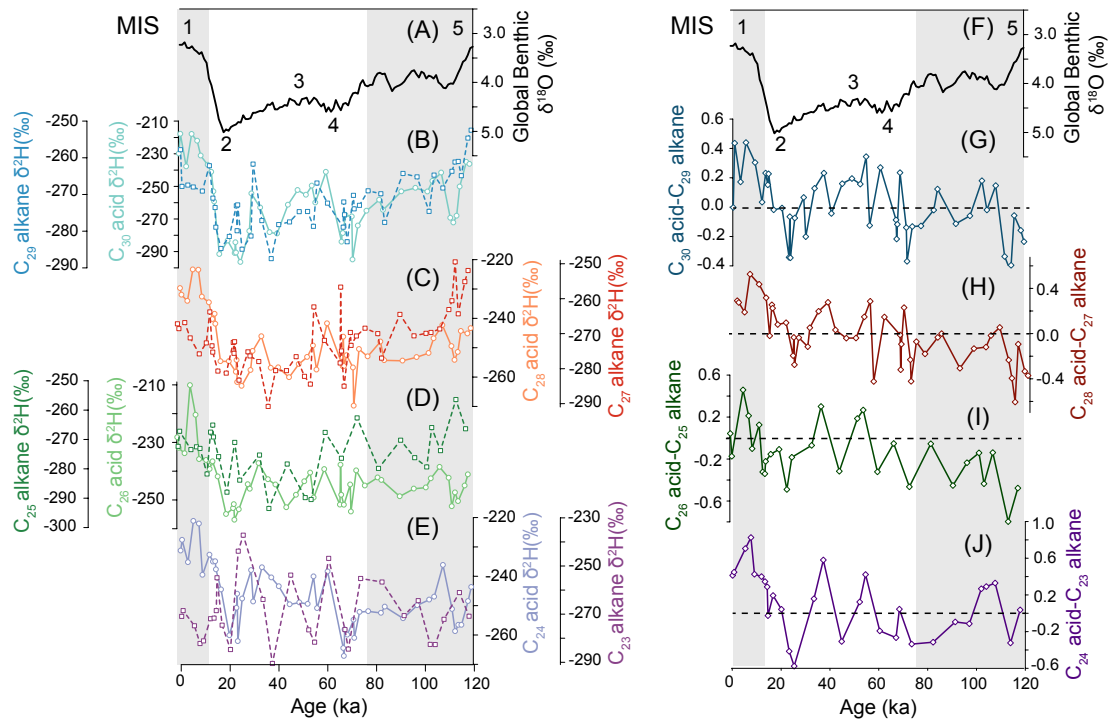 MIS
1
(A)
5
3
2
4
3.0
4.0
5.0
Global Benthic
δ¹⁸O (‰)
-250
-260
-270
-280
-290
C₂₉ alkane δ²H(‰)
-210
-230
-250
-270
-290
C₃₀ acid δ²H(‰)
(B)
(C)
-220
-240
-260
C₂₈ acid δ²H(‰)
-250
-260
-270
-280
-290
C₂₇ alkane δ²H(‰)
-250
-260
-270
-280
-290
-300
C₂₅ alkane δ²H(‰)
-210
-230
-250
C₂₆ acid δ²H(‰)
(D)
(E)
-220
-240
-260
C₂₄ acid δ²H(‰)
-230
-250
-270
-290
C₂₃ alkane δ²H(‰)
0 20 40 60 80 100 120
Age (ka)
MIS
1
(F)
5
3
2
4
3.0
4.0
5.0
Global Benthic
δ¹⁸O (‰)
0.6
0.2
0.0
-0.2
-0.4
C₃₀ acid-C₂₉ alkane
(G)
(H)
0.4
0.0
-0.4
C₂₈ acid-C₂₇ alkane
0.6
0.2
-0.2
-0.6
C₂₆ acid-C₂₅ alkane
(I)
(J)
1.0
0.6
0.2
-0.2
-0.6
C₂₄ acid-C₂₃ alkane
0 20 40 60 80 100 120
Age (ka)